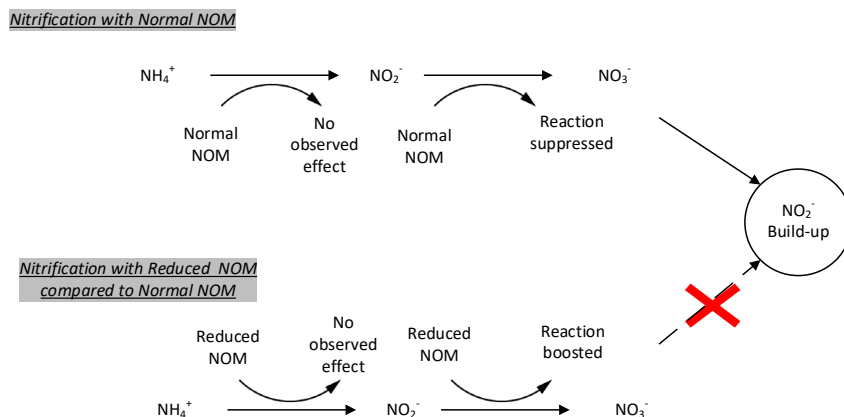 Nitrification with Normal NOM
NH₄⁺ NO₂⁻ NO₃⁻
Normal
NOM
No
observed
effect
Normal
NOM
Reaction
suppressed
NO₂⁻
Build-up
Nitrification with Reduced NOM
compared to Normal NOM
Reduced
NOM
No
observed
effect
Reduced
NOM
Reaction
boosted
NH₄⁺ NO₂⁻ NO₃⁻